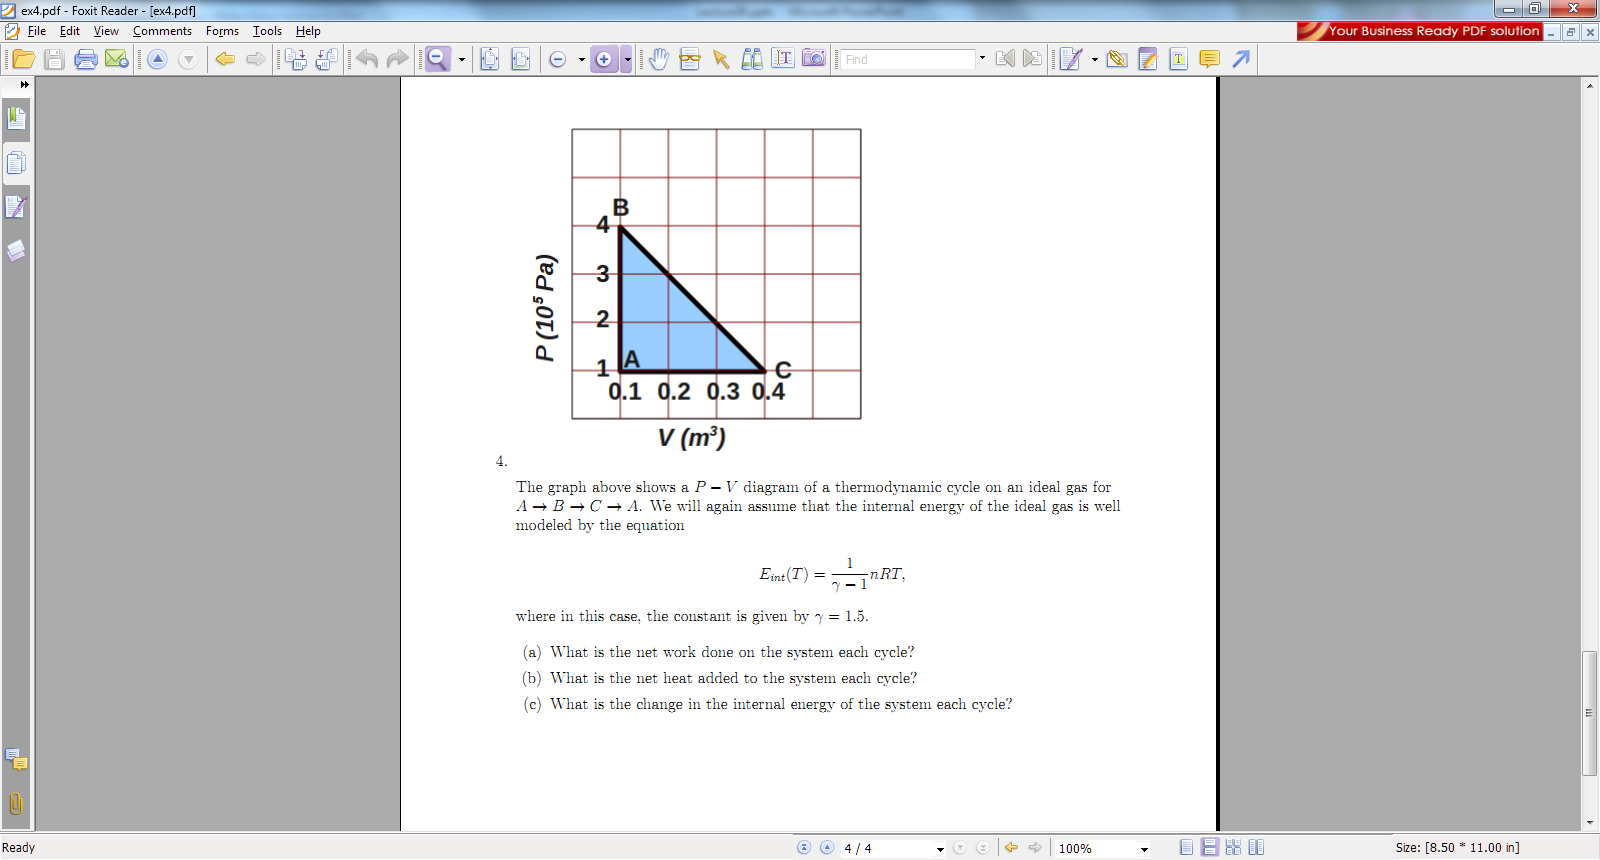 ex4.pdf - Foxit Reader - [ex4.pdf]
File Edit View Comments Forms Tools Help
Your Business Ready PDF solution
Find
B
4
3
2
1
A
C
0.1 0.2 0.3 0.4
P (10⁵ Pa)
V (m³)
4.
The graph above shows a P − V diagram of a thermodynamic cycle on an ideal gas for
A → B → C → A. We will again assume that the internal energy of the ideal gas is well
modeled by the equation
E_int(T) = 1/(γ − 1) nRT,
where in this case, the constant is given by γ = 1.5.
(a) What is the net work done on the system each cycle?
(b) What is the net heat added to the system each cycle?
(c) What is the change in the internal energy of the system each cycle?
Ready
4 / 4
100%
Size: [8.50 * 11.00 in]